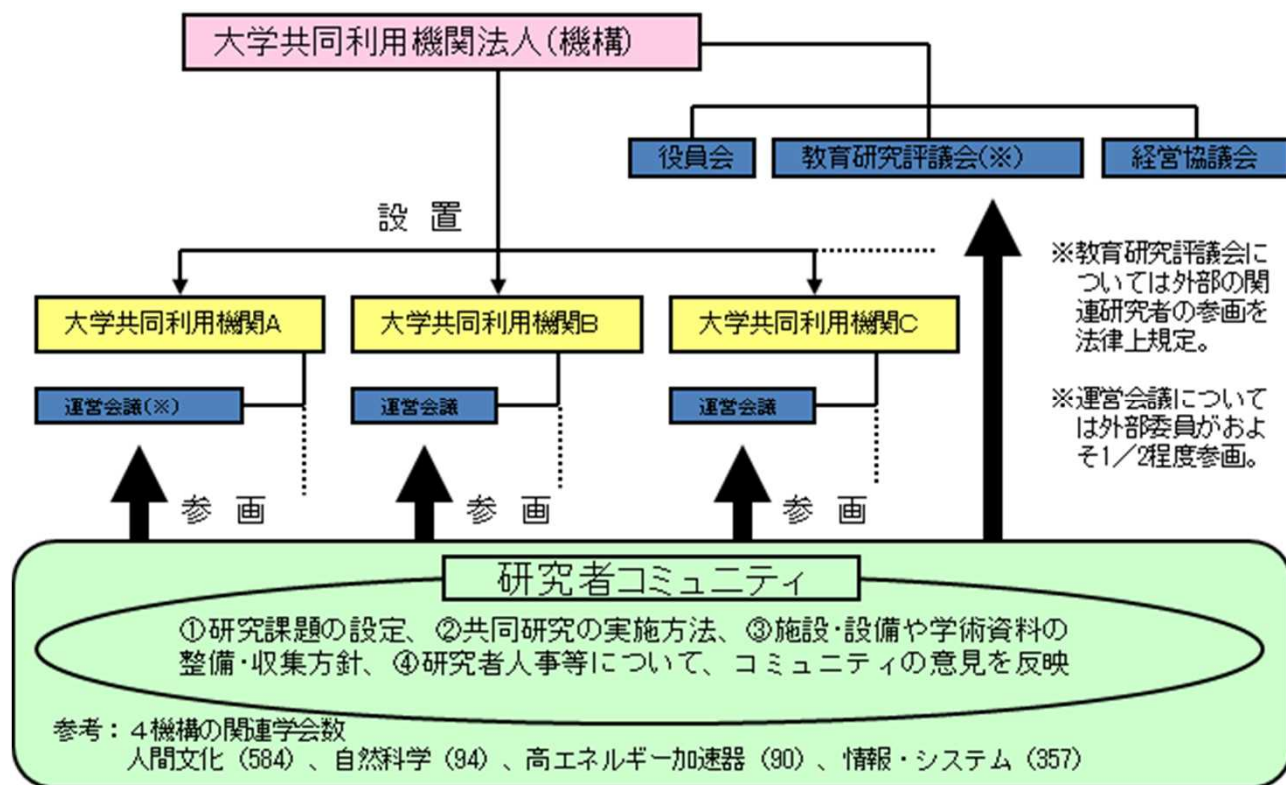 大学共同利用機関法人(機構)
役員会
教育研究評議会(※)
経営協議会
設 置
大学共同利用機関A
大学共同利用機関B
大学共同利用機関C
※教育研究評議会に
ついては外部の関
連研究者の参画を
法律上規定。
運営会議(※)
運営会議
運営会議
※運営会議について
は外部委員がおよ
そ1/2程度参画。
参 画
参 画
参 画
研究者コミュニティ
①研究課題の設定、②共同研究の実施方法、③施設・設備や学術資料の
整備・収集方針、④研究者人事等について、コミュニティの意見を反映
参考：４機構の関連学会数
人間文化（584）、自然科学（94）、高エネルギー加速器（90）、情報・システム（357）